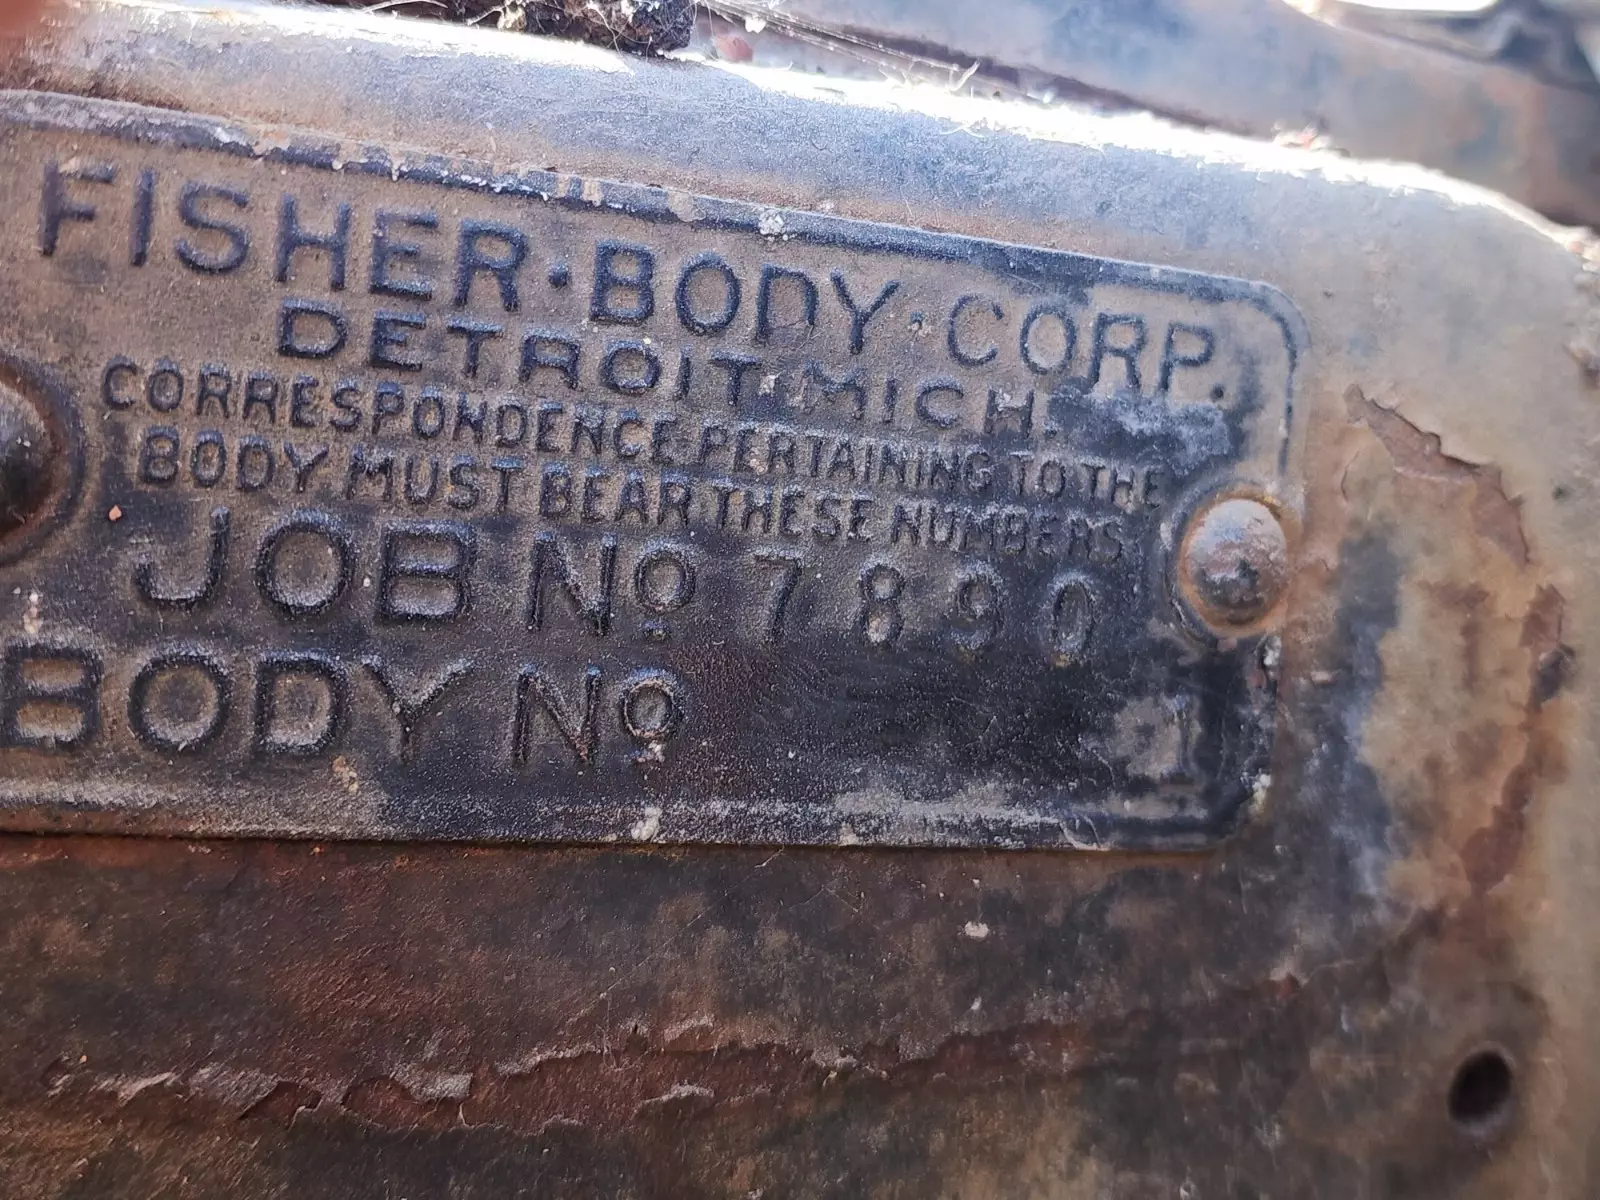 FISHER·BODY·CORP.
DETROIT.MICH.
CORRESPONDENCE PERTAINING TO THE
BODY MUST BEAR THESE NUMBERS
JOB Nº 7890
BODY Nº 1